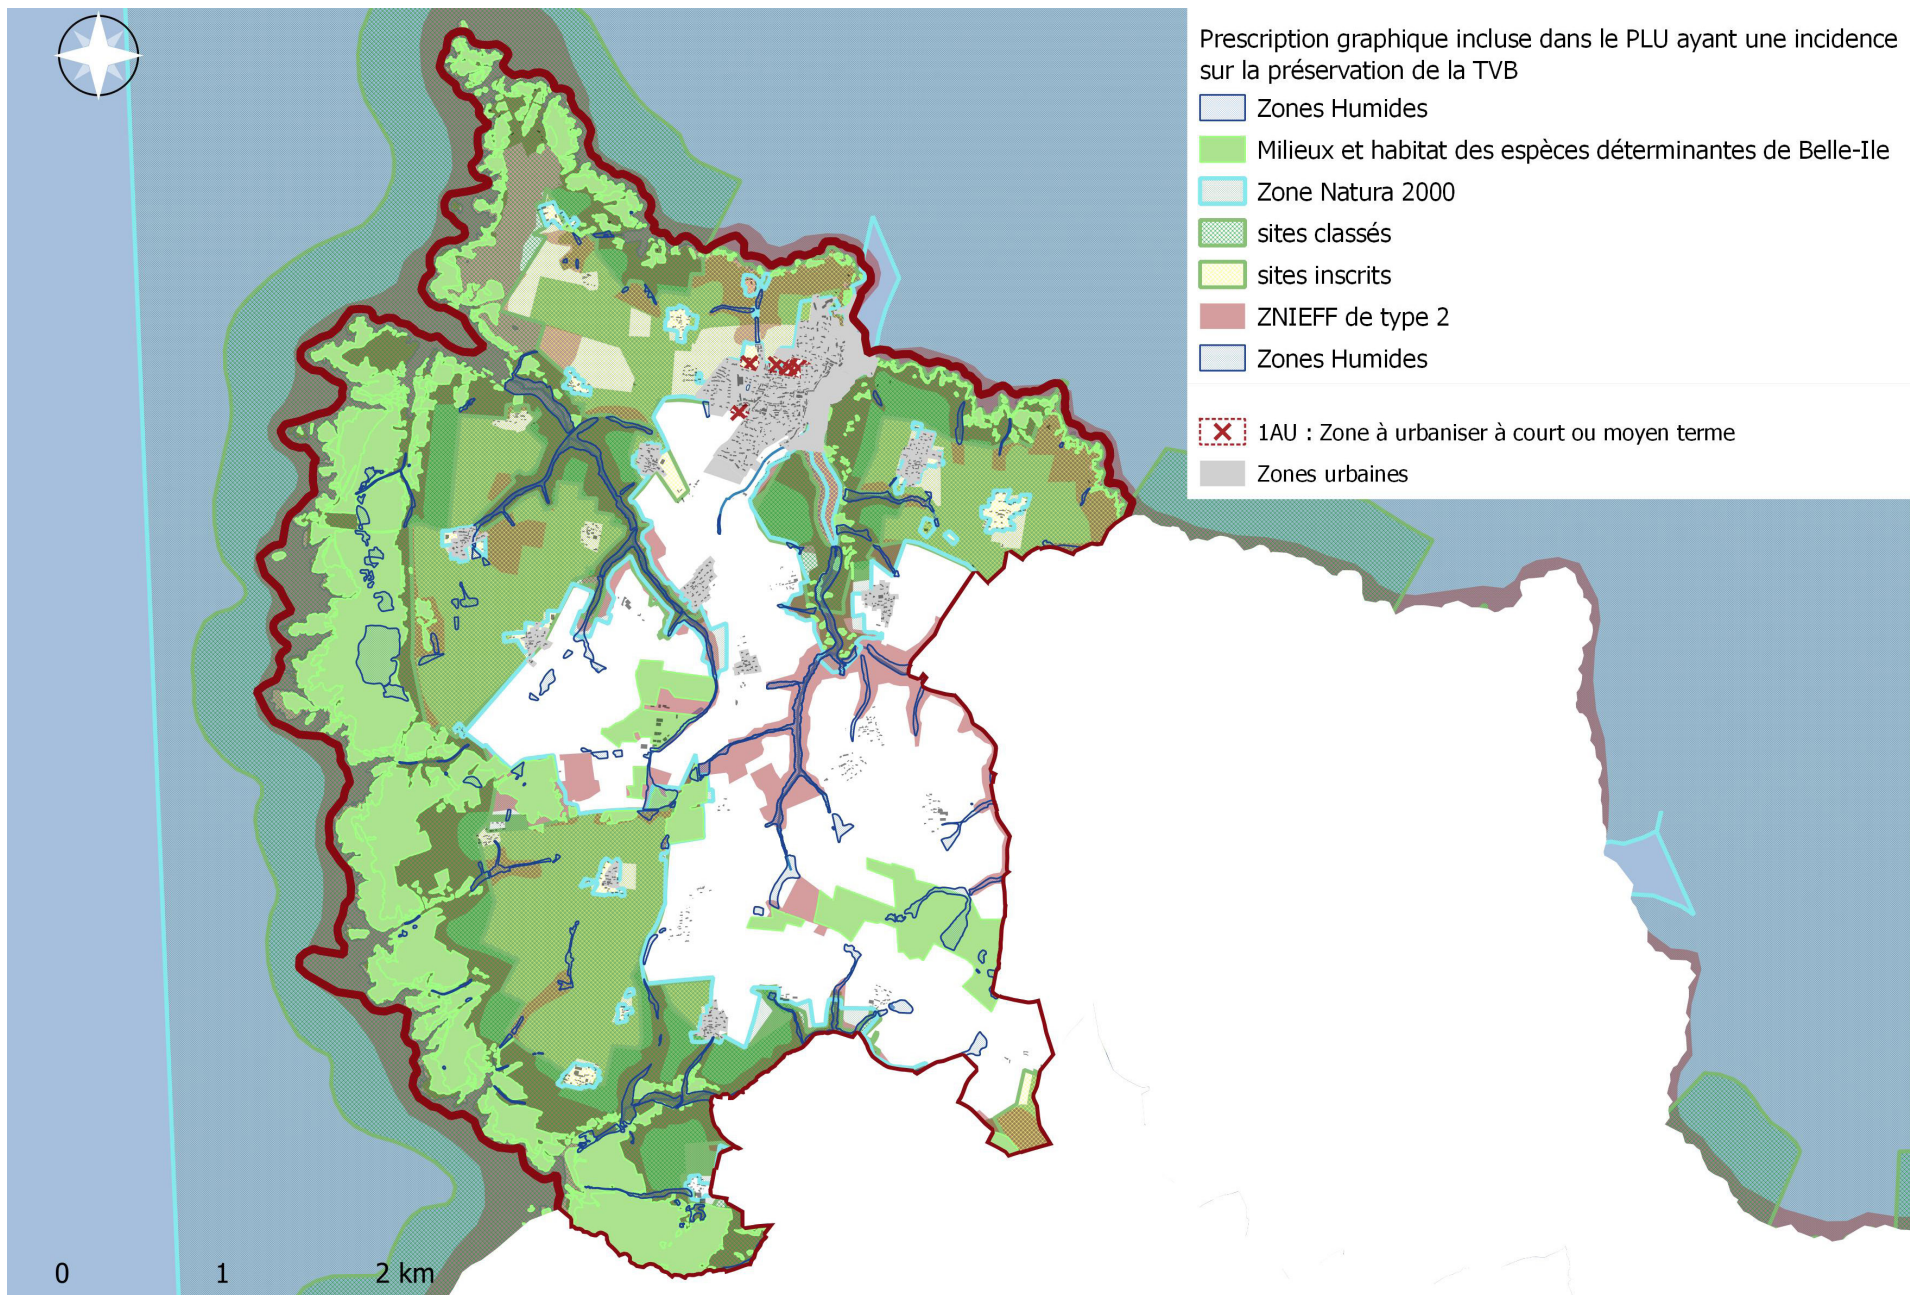 Prescription graphique incluse dans le PLU ayant une incidence
sur la préservation de la TVB
Zones Humides
Milieux et habitat des espèces déterminantes de Belle-Ile
Zone Natura 2000
sites classés
sites inscrits
ZNIEFF de type 2
Zones Humides
1AU : Zone à urbaniser à court ou moyen terme
Zones urbaines
0 1 2 km